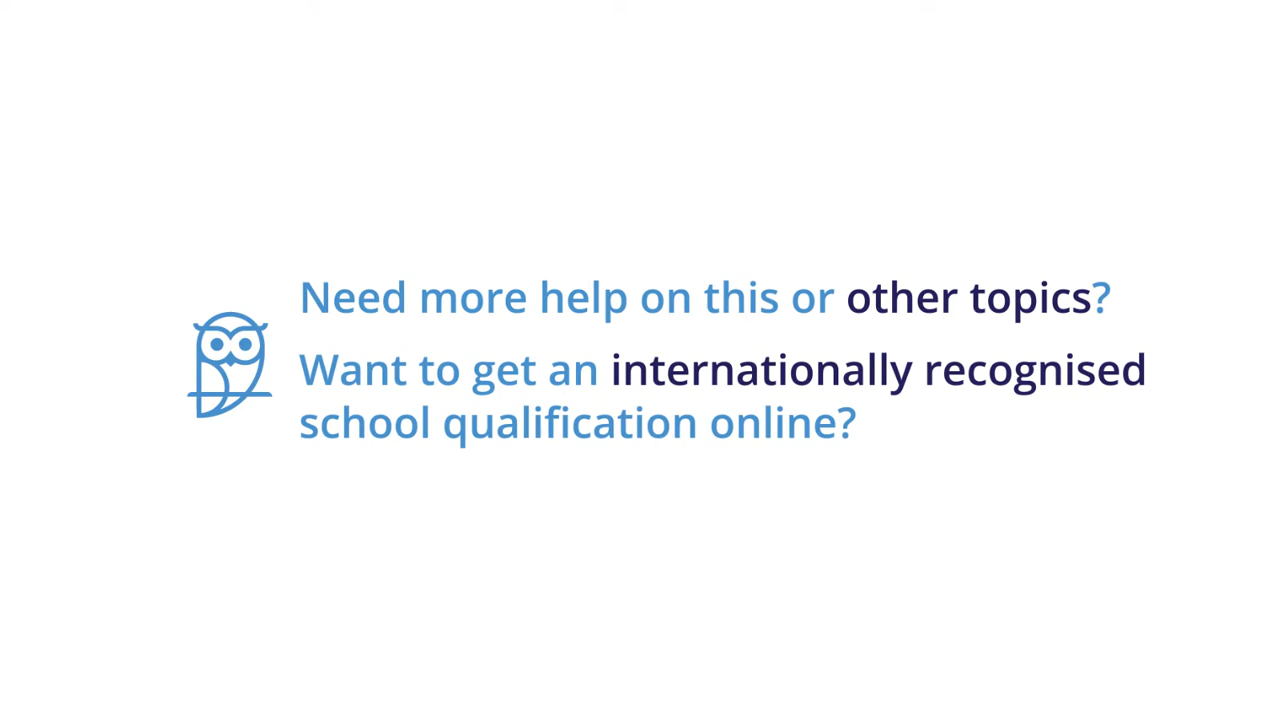 Need more help on this or other topics?
Want to get an internationally recognised
school qualification online?